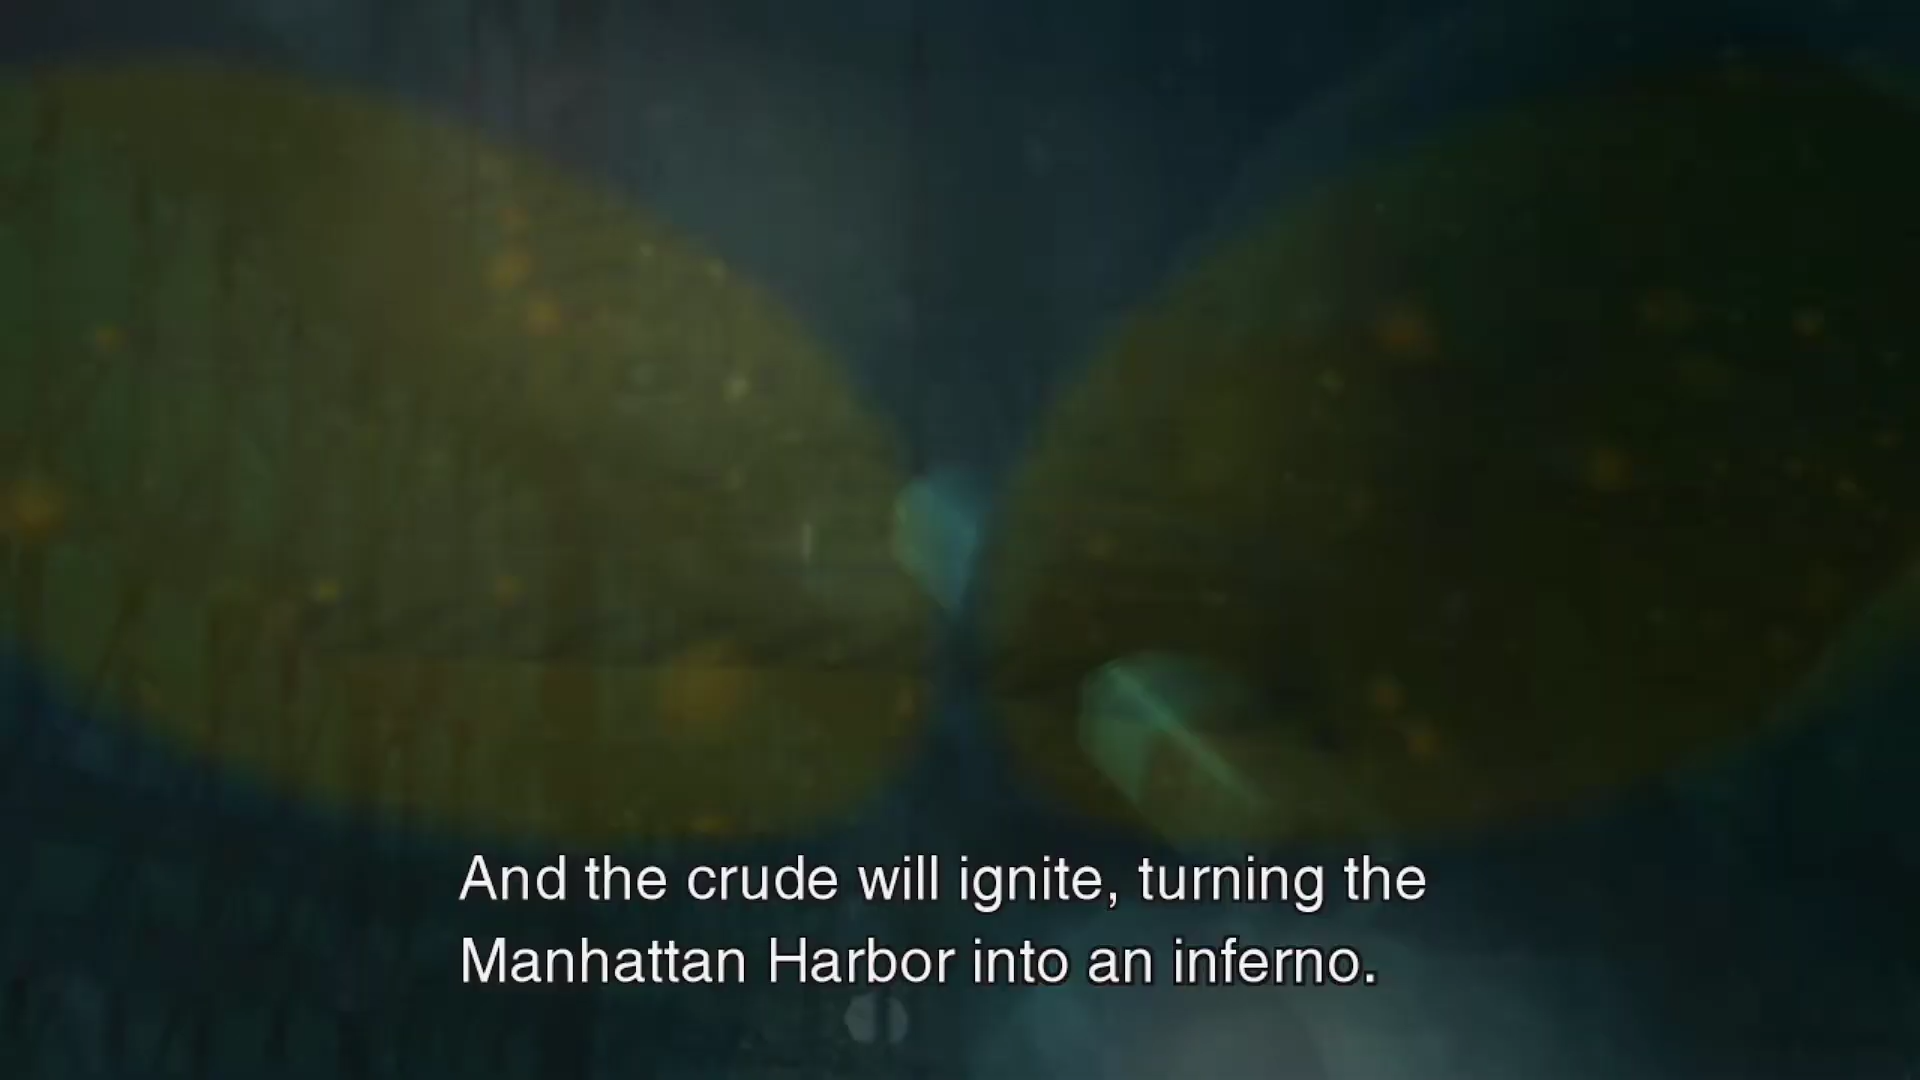 And the crude will ignite, turning the
Manhattan Harbor into an inferno.